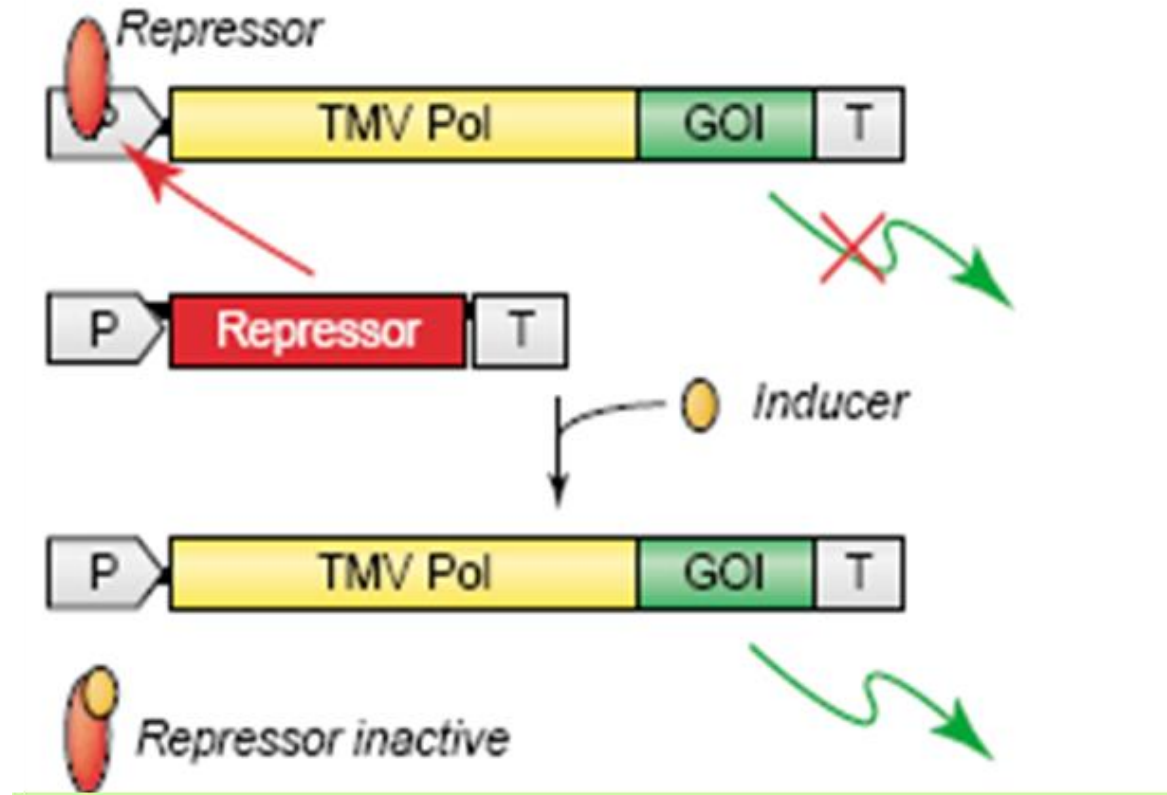 Repressor
P TMV Pol GOI T
P Repressor T
Inducer
P TMV Pol GOI T
Repressor inactive